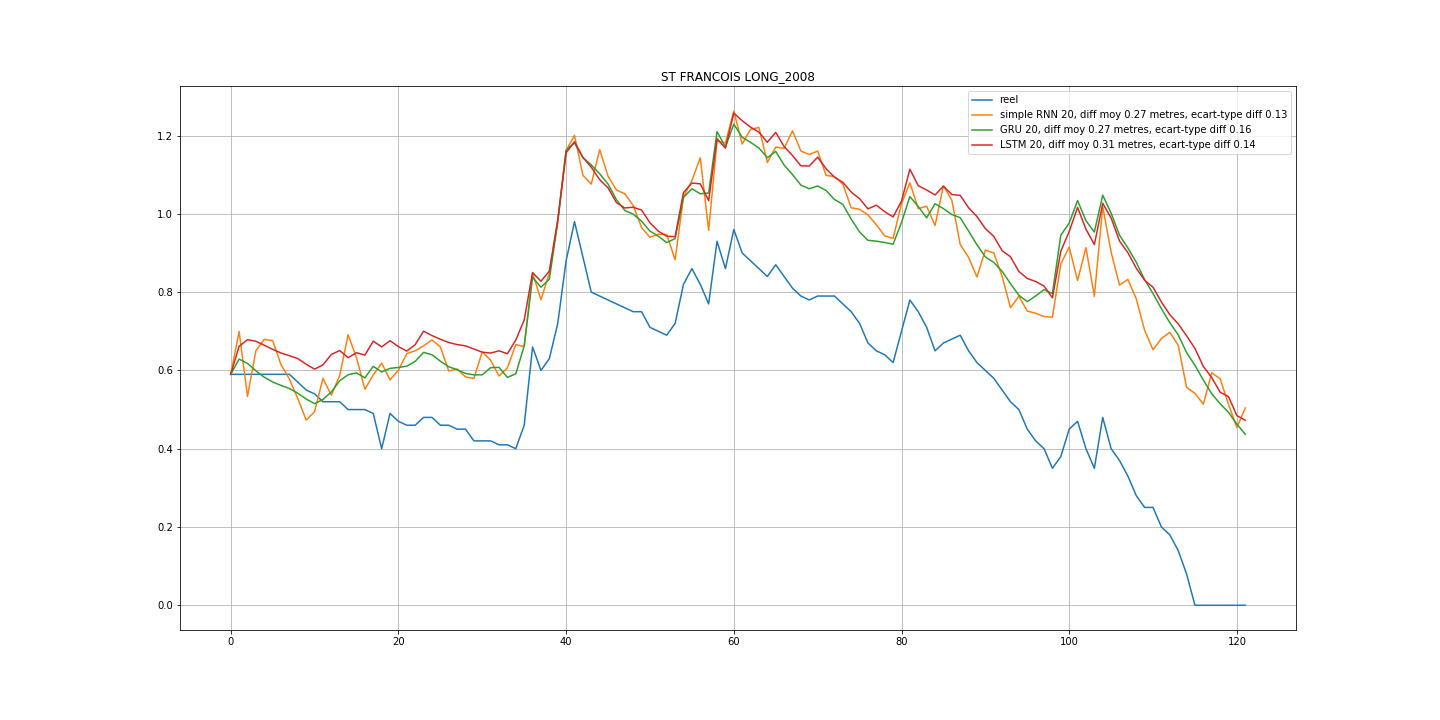 ST FRANCOIS LONG_2008
reel
simple RNN 20, diff moy 0.27 metres, ecart-type diff 0.13
GRU 20, diff moy 0.27 metres, ecart-type diff 0.16
LSTM 20, diff moy 0.31 metres, ecart-type diff 0.14
1.2
1.0
0.8
0.6
0.4
0.2
0.0
0 20 40 60 80 100 120